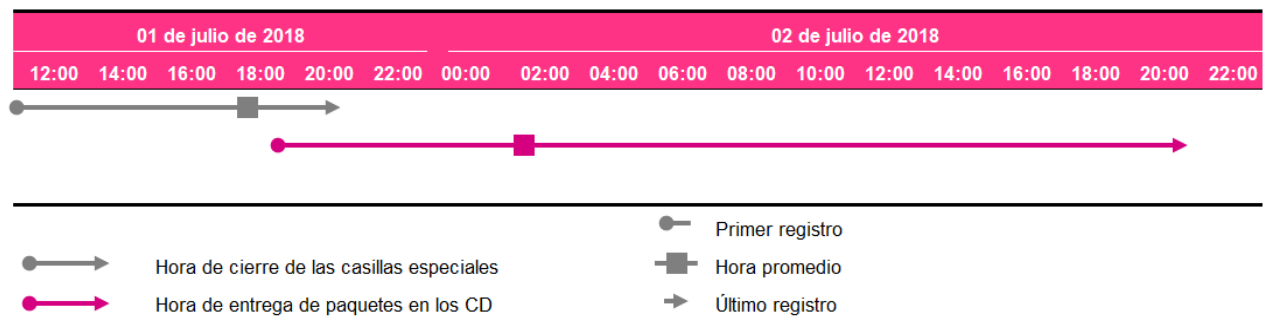 01 de julio de 2018 02 de julio de 2018
12:00 14:00 16:00 18:00 20:00 22:00 00:00 02:00 04:00 06:00 08:00 10:00 12:00 14:00 16:00 18:00 20:00 22:00
Primer registro
Hora de cierre de las casillas especiales Hora promedio
Hora de entrega de paquetes en los CD Último registro